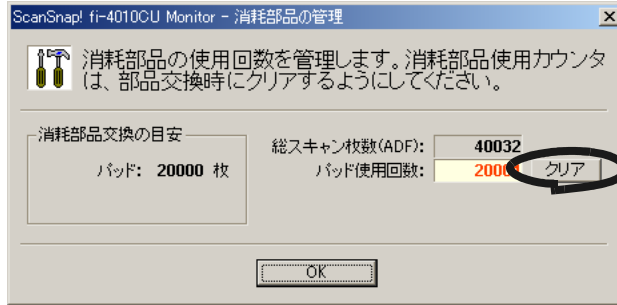 ScanSnap! fi-4010CU Monitor - 消耗部品の管理
消耗部品の使用回数を管理します。消耗部品使用カウンタ
は、部品交換時にクリアするようにしてください。
消耗部品交換の目安
パッド: 20000 枚
総スキャン枚数(ADF): 40032
パッド使用回数:
クリア
OK